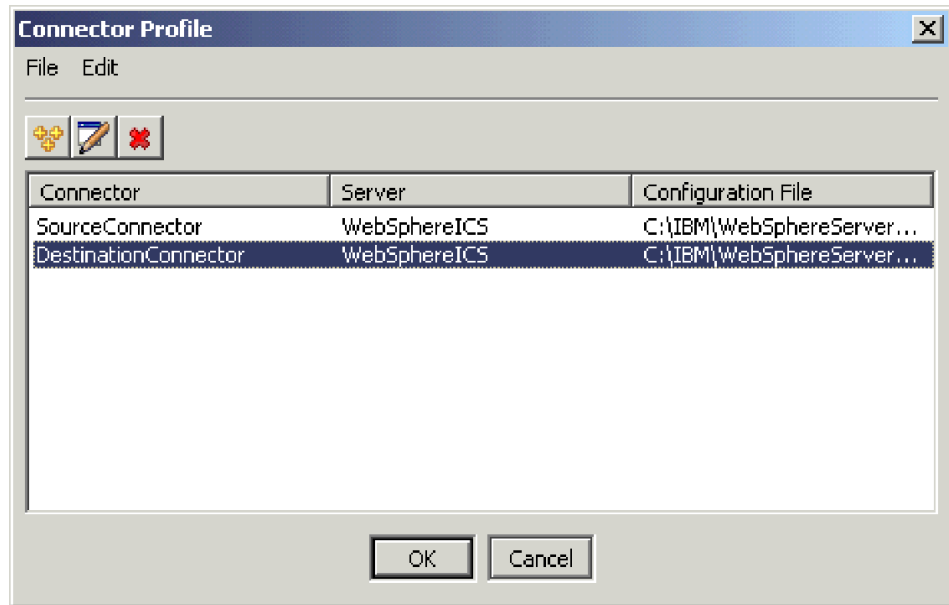 Connector Profile
File Edit
Connector Server Configuration File
SourceConnector WebSphereICS C:\IBM\WebSphereServer...
DestinationConnector WebSphereICS C:\IBM\WebSphereServer...
OK Cancel